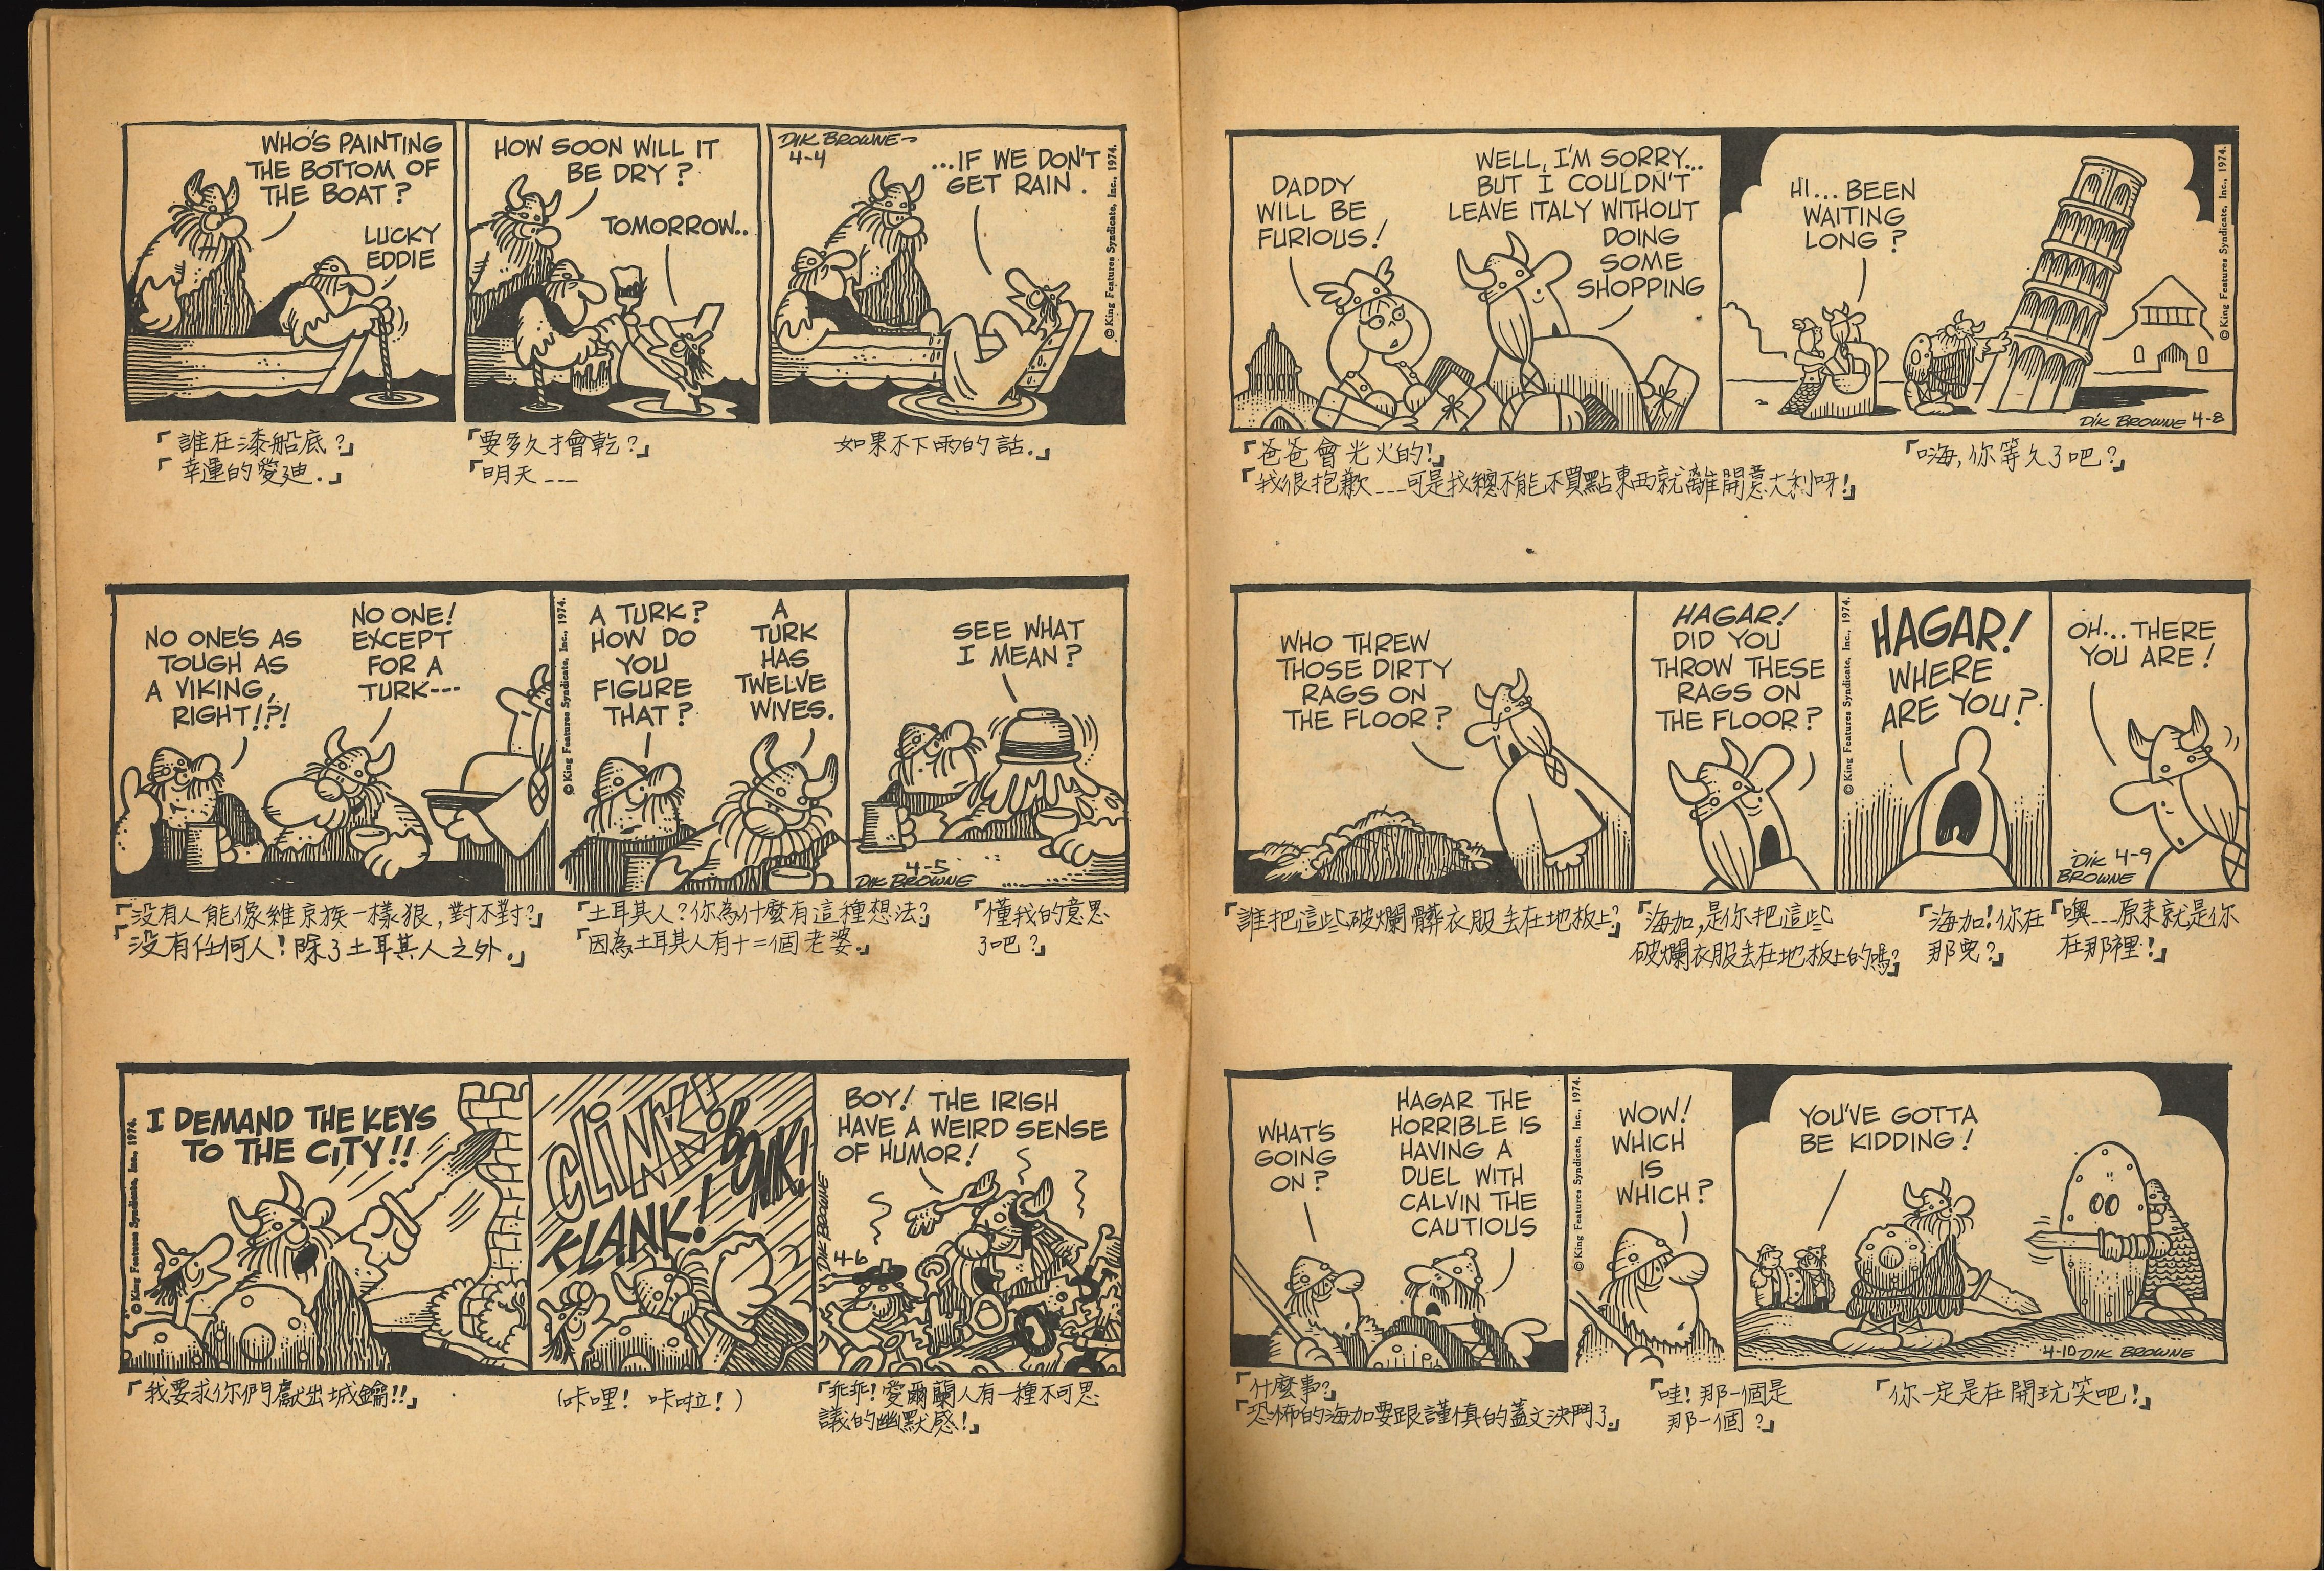 WHO'S PAINTING
THE BOTTOM OF
THE BOAT?
LUCKY
EDDIE
HOW SOON WILL IT
BE DRY?
TOMORROW..
DIK BROWNE
4-4
...IF WE DON'T
GET RAIN.
© King Features Syndicate, Inc., 1974.
「誰在漆船底?」
「幸運的愛廸.」
「要多久才會乾?」
「明天---
如果不下雨的話.」
NO ONE'S AS
TOUGH AS
A VIKING,
RIGHT!?!
NO ONE!
EXCEPT
FOR A
TURK---
© King Features Syndicate, Inc., 1974.
A TURK?
HOW DO
YOU
FIGURE
THAT?
A
TURK
HAS
TWELVE
WIVES.
SEE WHAT
I MEAN?
4-5
DIK BROWNE
「没有人能像維京族一樣狠,對不對?」
「没有任何人!除了土耳其人之外.」
「土耳其人?你為什麼有這種想法?」
「因為土耳其人有十二個老婆.」
「懂我的意思
了吧?」
© King Features Syndicate, Inc., 1974.
I DEMAND THE KEYS
TO THE CITY!!
CLINK!
KLANK!
BONK!
BOY! THE IRISH
HAVE A WEIRD SENSE
OF HUMOR!
DIK BROWNE
4-6
「我要求你們獻出城鑰!!」
(咔哩! 咔啦!)
「乖乖!愛爾蘭人有一種不可思
議的幽默感!」
DADDY
WILL BE
FURIOUS!
WELL, I'M SORRY...
BUT I COULDN'T
LEAVE ITALY WITHOUT
DOING
SOME
SHOPPING
HI...BEEN
WAITING
LONG?
© King Features Syndicate, Inc., 1974.
DIK BROWNE 4-8
「爸爸會光火的!」
「我很抱歉---可是我總不能不買點東西就離開意大利呀!」
「嗨,你等久了吧?」
WHO THREW
THOSE DIRTY
RAGS ON
THE FLOOR?
HAGAR!
DID YOU
THROW THESE
RAGS ON
THE FLOOR?
© King Features Syndicate, Inc., 1974.
HAGAR!
WHERE
ARE YOU?
OH...THERE
YOU ARE!
DIK 4-9
BROWNE
「誰把這些破爛髒衣服丢在地板上?」
「海加,是你把這些
破爛衣服丢在地板上的嗎?」
「海加!你在
那兒?」
「噢---原来就是你
在那裡!」
WHAT'S
GOING
ON?
HAGAR THE
HORRIBLE IS
HAVING A
DUEL WITH
CALVIN THE
CAUTIOUS
© King Features Syndicate, Inc., 1974.
WOW!
WHICH
IS
WHICH?
YOU'VE GOTTA
BE KIDDING!
4-10 DIK BROWNE
「什麼事?」
「恐怖的海加要跟謹慎的蓋文決鬥了」
「哇!那一個是
那一個?」
「你一定是在開玩笑吧!」